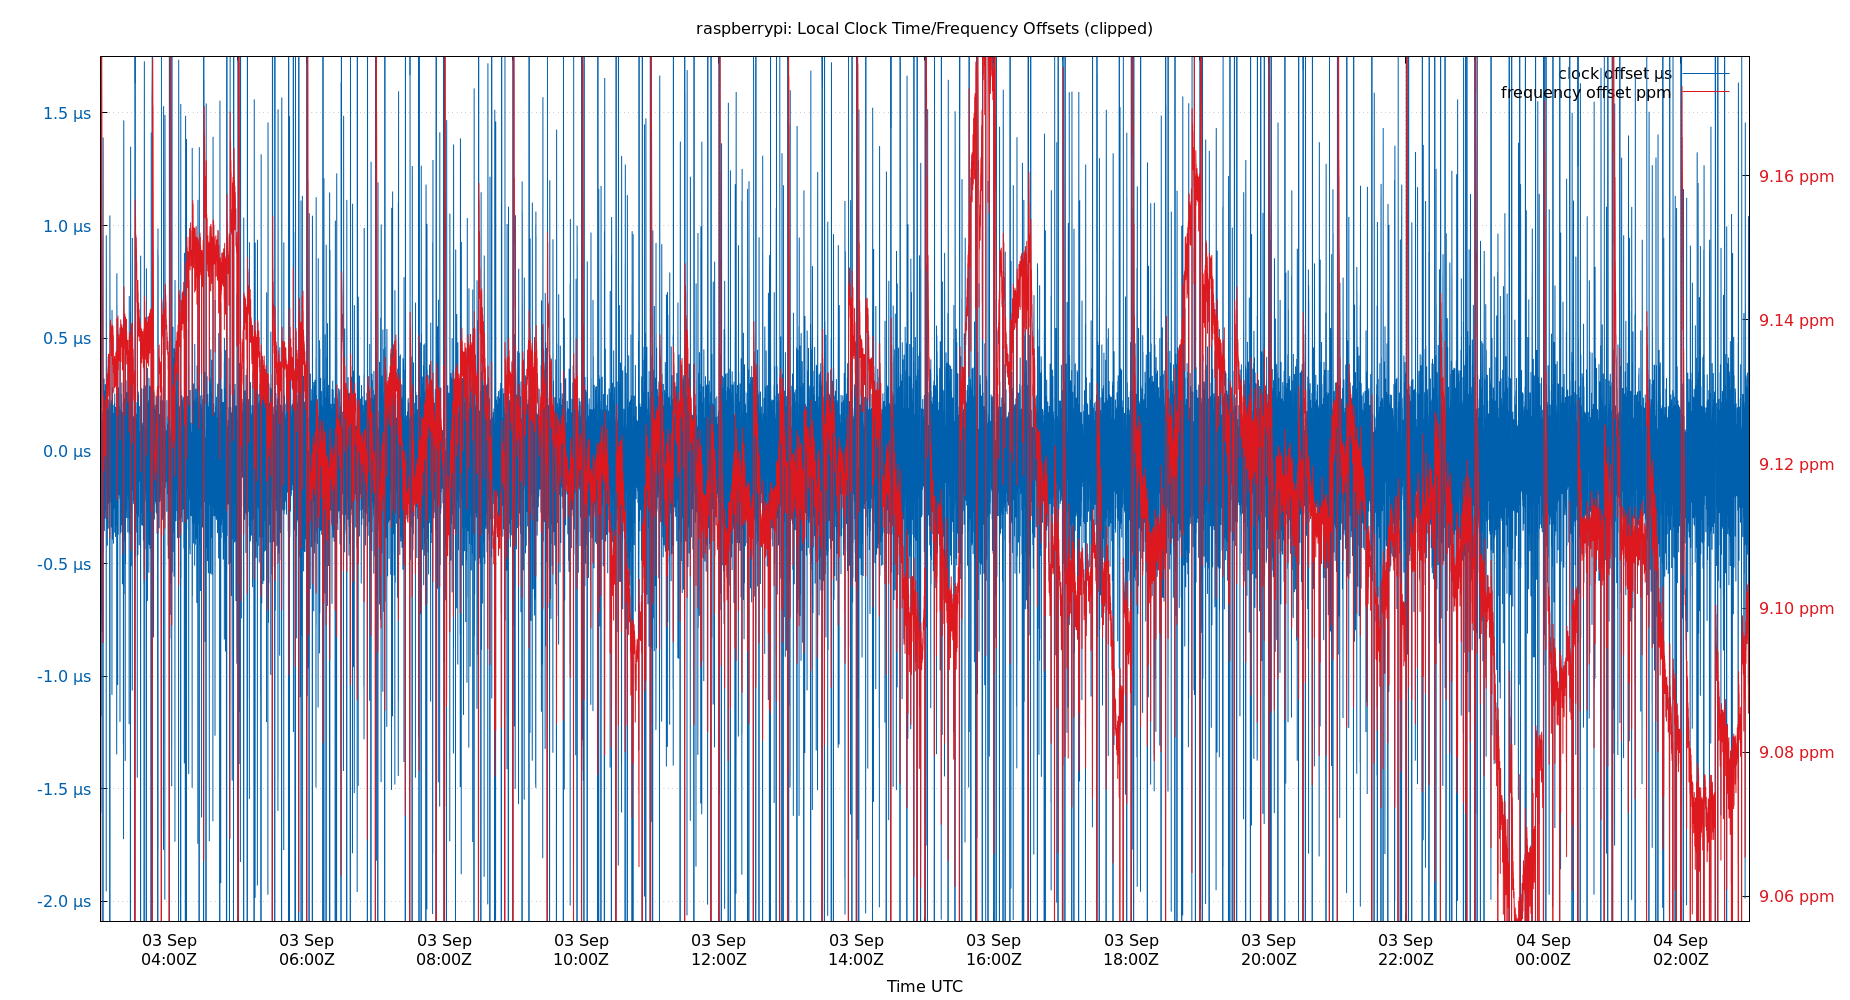 raspberrypi: Local Clock Time/Frequency Offsets (clipped)
clock offset µs
frequency offset ppm
1.5 µs
1.0 µs
0.5 µs
0.0 µs
-0.5 µs
-1.0 µs
-1.5 µs
-2.0 µs
9.16 ppm
9.14 ppm
9.12 ppm
9.10 ppm
9.08 ppm
9.06 ppm
03 Sep 03 Sep 03 Sep 03 Sep 03 Sep 03 Sep 03 Sep 03 Sep 03 Sep 03 Sep 04 Sep 04 Sep
04:00Z 06:00Z 08:00Z 10:00Z 12:00Z 14:00Z 16:00Z 18:00Z 20:00Z 22:00Z 00:00Z 02:00Z
Time UTC